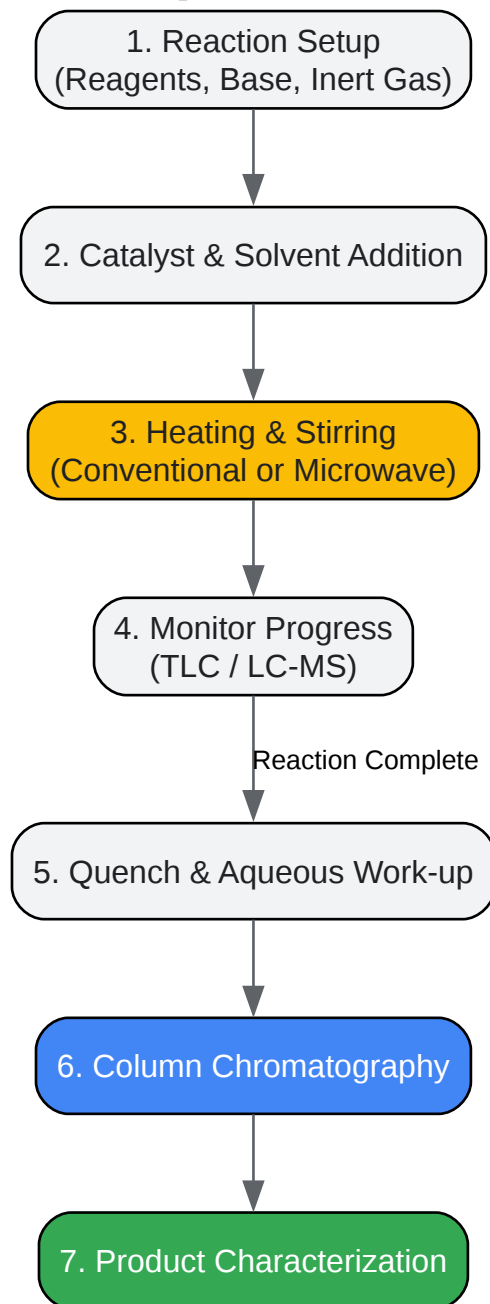 1. Reaction Setup
(Reagents, Base, Inert Gas)
2. Catalyst & Solvent Addition
3. Heating & Stirring
(Conventional or Microwave)
4. Monitor Progress
(TLC / LC-MS)
Reaction Complete
5. Quench & Aqueous Work-up
6. Column Chromatography
7. Product Characterization